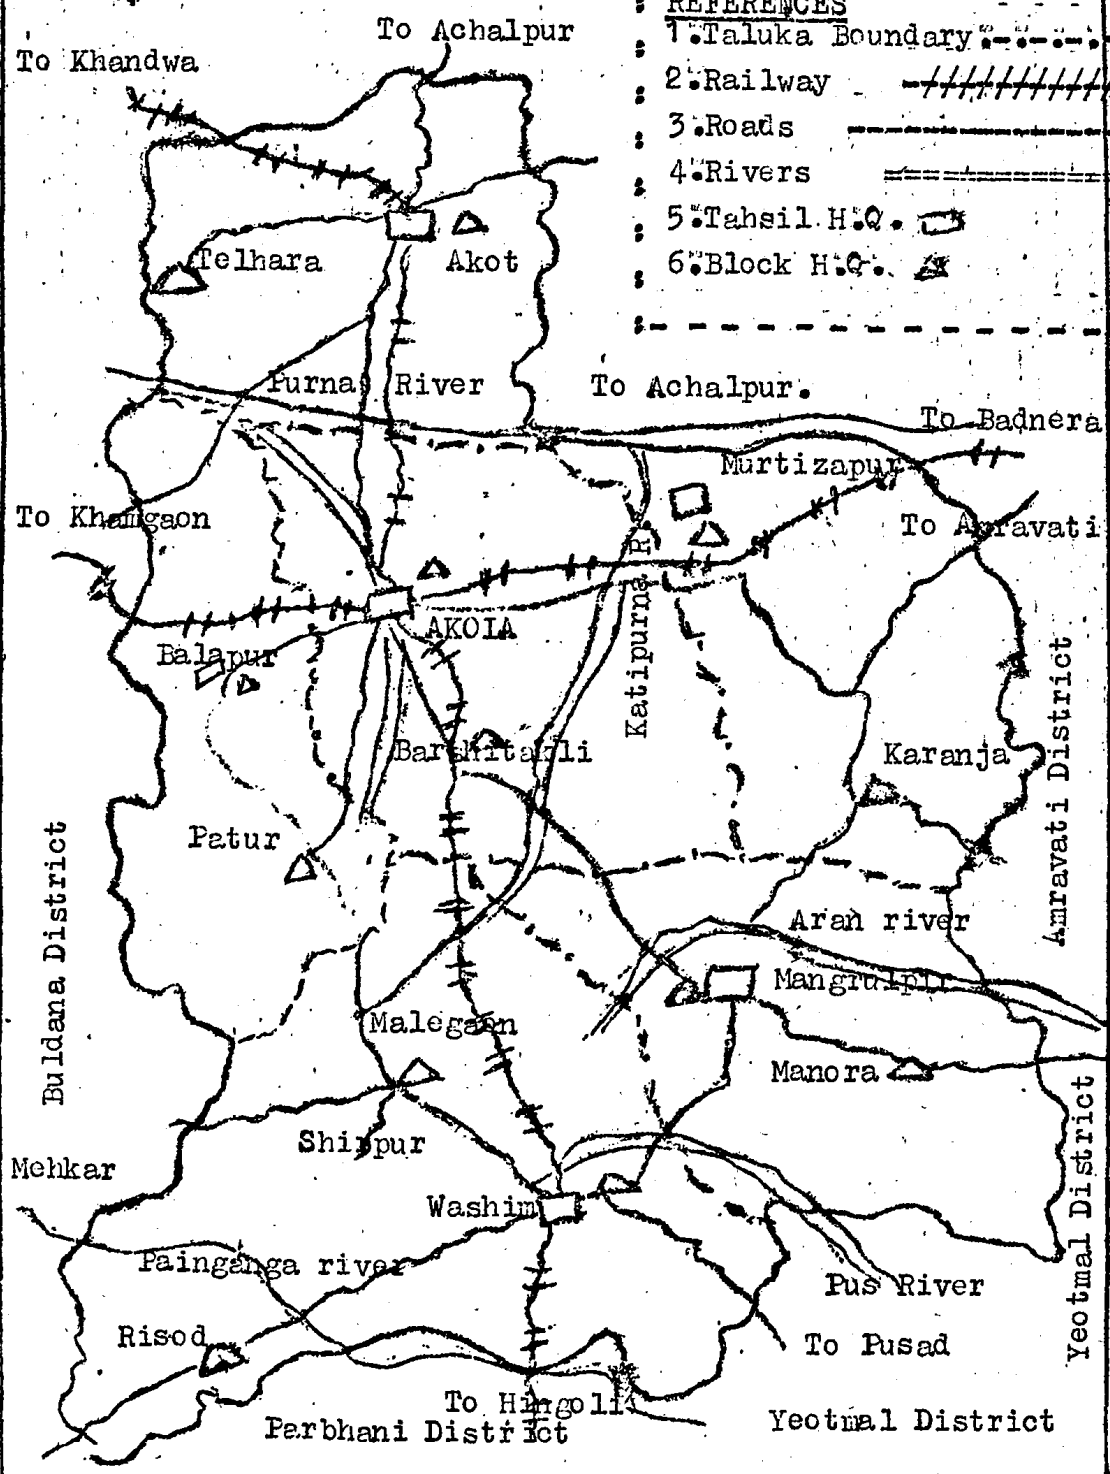 REFERENCES
1. Taluka Boundary
2. Railway
3. Roads
4. Rivers
5. Tahsil H.Q.
6. Block H.Q.
To Achalpur
To Khandwa
Telhara
Akot
Purna River
To Achalpur.
To Badnera
Murtizapur
To Khamgaon
To Amravati
Katipurna R.
AKOIA
Balapur
Barshitakli
Karanja
Amravati District
Patur
Buldana District
Aran river
Mangrulpir
Malegaon
Manora
Shirpur
Mehkar
Washim
Yeotmal District
Painganga river
Pus River
Risod
To Pusad
To Hingoli
Parbhani District
Yeotmal District